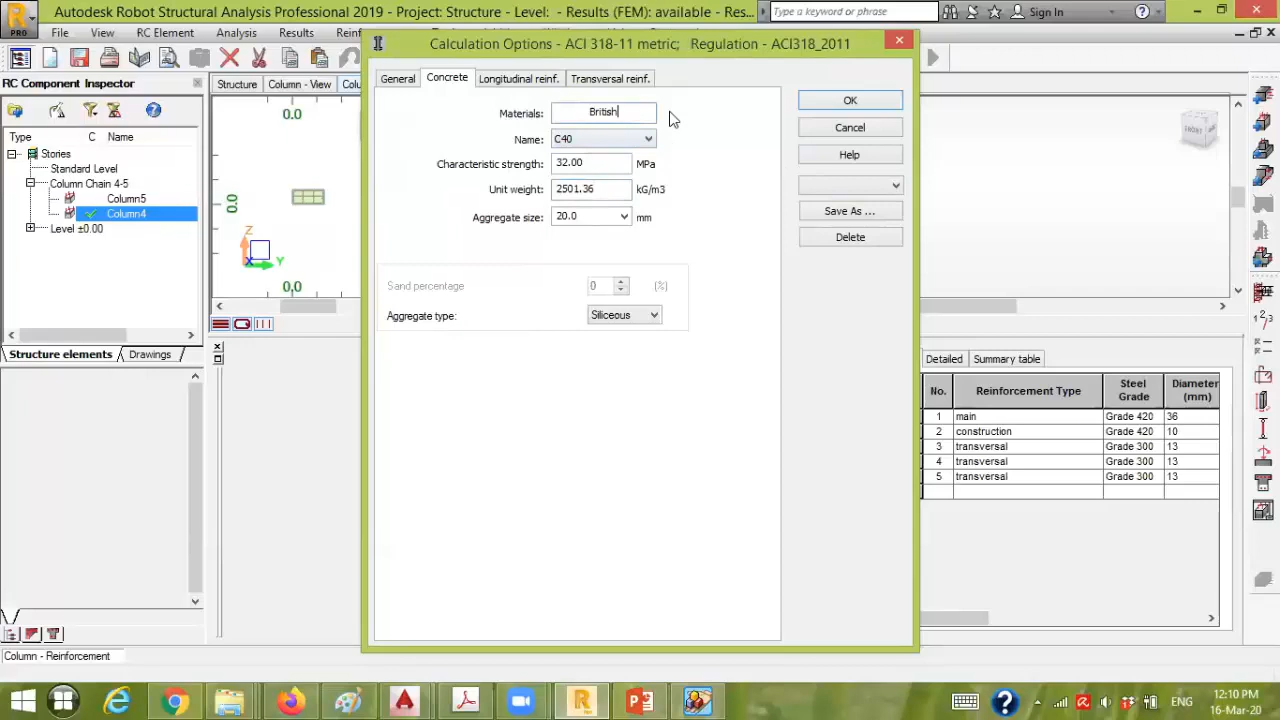 PRO
Autodesk Robot Structural Analysis Professional 2019 - Project: Structure - Level: - Results (FEM): available - Res...
Type a keyword or phrase
Sign In
File View RC Element Analysis Results
Calculation Options - ACI 318-11 metric; Regulation - ACI318_2011
General Concrete Longitudinal reinf. Transversal reinf.
RC Component Inspector
Type C Name
Stories
Standard Level
Column Chain 4-5
Column5
Column4
Level ±0.00
Structure elements Drawings
Structure Column - View
0.0
0.0
Z
X Y
0.0
Materials: British
Name: C40
Characteristic strength: 32.00 MPa
Unit weight: 2501.36 kG/m3
Aggregate size: 20.0 mm
Sand percentage 0 (%)
Aggregate type: Siliceous
OK
Cancel
Help
Save As ...
Delete
FRONT
Detailed Summary table
No. Reinforcement Type Steel Grade Diameter (mm)
1 main Grade 420 36
2 construction Grade 420 10
3 transversal Grade 300 13
4 transversal Grade 300 13
5 transversal Grade 300 13
Column - Reinforcement
ENG
12:10 PM
16-Mar-20